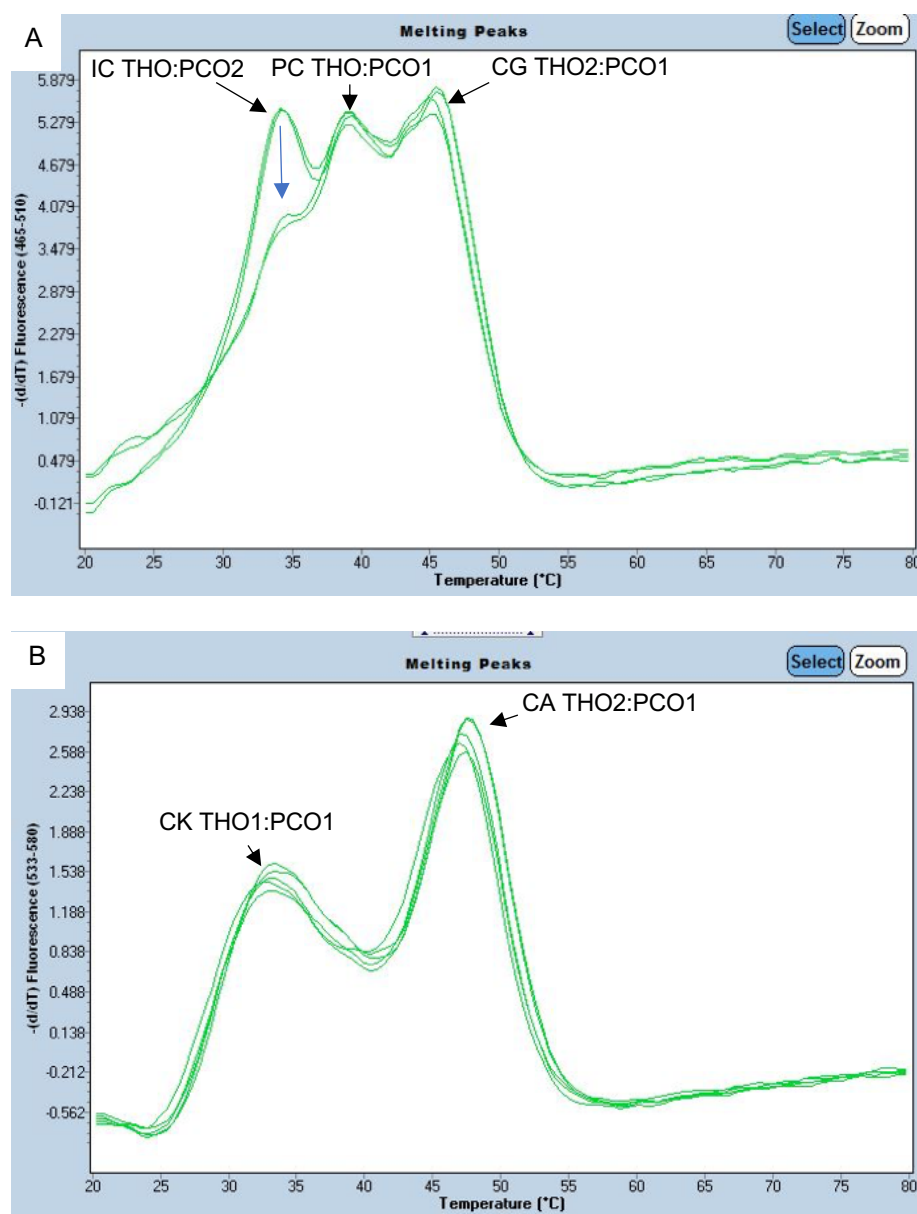 A
Melting Peaks
Select Zoom
IC THO:PCO2 PC THO:PCO1 CG THO2:PCO1
5.879
5.279
4.679
4.079
3.479
2.879
2.279
1.679
1.079
0.479
-0.121
-(d/dT) Fluorescence (465-510)
20 25 30 35 40 45 50 55 60 65 70 75 80
Temperature (°C)
B
Melting Peaks
Select Zoom
CA THO2:PCO1
CK THO1:PCO1
2.938
2.588
2.238
1.888
1.538
1.188
0.838
0.488
0.138
-0.212
-0.562
-(d/dT) Fluorescence (533-580)
20 25 30 35 40 45 50 55 60 65 70 75 80
Temperature (°C)